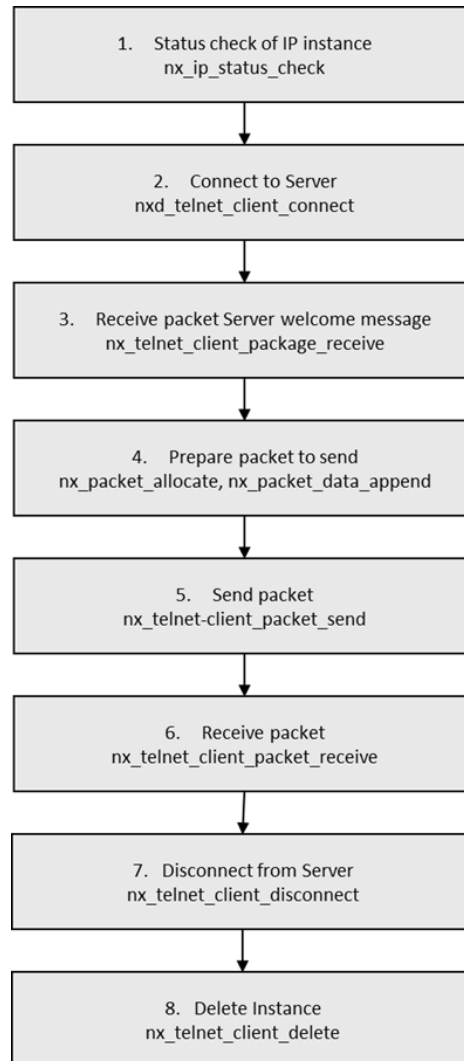 1. Status check of IP instance
nx_ip_status_check
2. Connect to Server
nxd_telnet_client_connect
3. Receive packet Server welcome message
nx_telnet_client_package_receive
4. Prepare packet to send
nx_packet_allocate, nx_packet_data_append
5. Send packet
nx_telnet-client_packet_send
6. Receive packet
nx_telnet_client_packet_receive
7. Disconnect from Server
nx_telnet_client_disconnect
8. Delete Instance
nx_telnet_client_delete